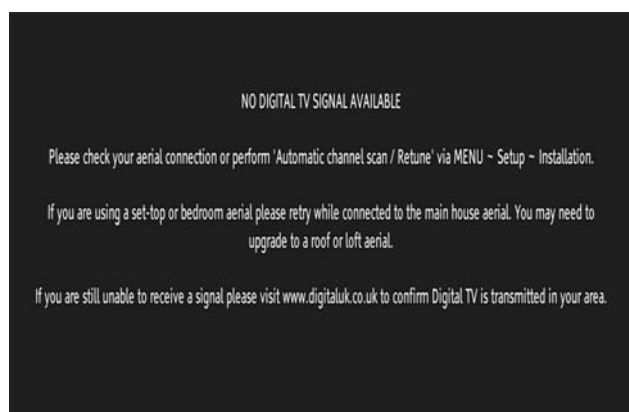 NO DIGITAL TV SIGNAL AVAILABLE
Please check your aerial connection or perform 'Automatic channel scan / Retune' via MENU ~ Setup ~ Installation.
If you are using a set-top or bedroom aerial please retry while connected to the main house aerial. You may need to
upgrade to a roof or loft aerial.
If you are still unable to receive a signal please visit www.digitaluk.co.uk to confirm Digital TV is transmitted in your area.